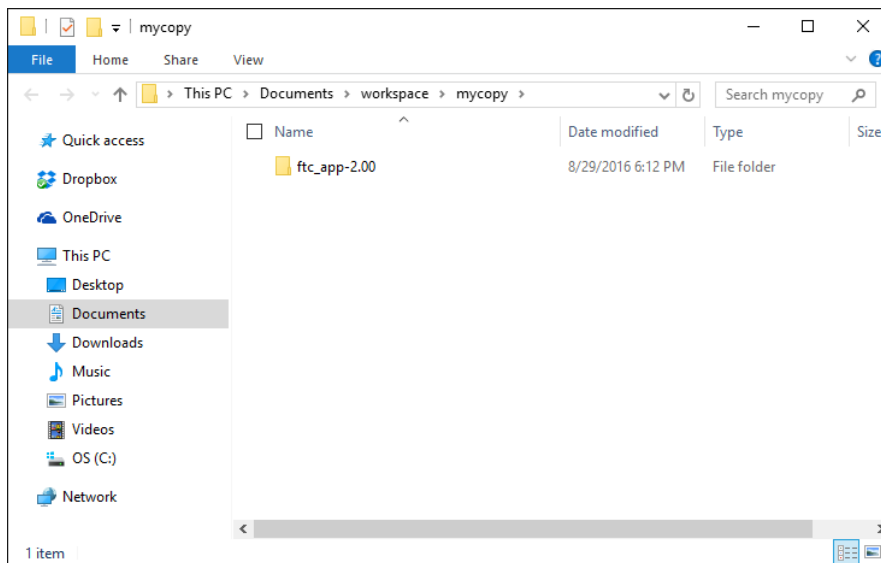 mycopy
File Home Share View
This PC Documents workspace mycopy Search mycopy
Name Date modified Type Size
ftc_app-2.00 8/29/2016 6:12 PM File folder
Quick access
Dropbox
OneDrive
This PC
Desktop
Documents
Downloads
Music
Pictures
Videos
OS (C:)
Network
1 item